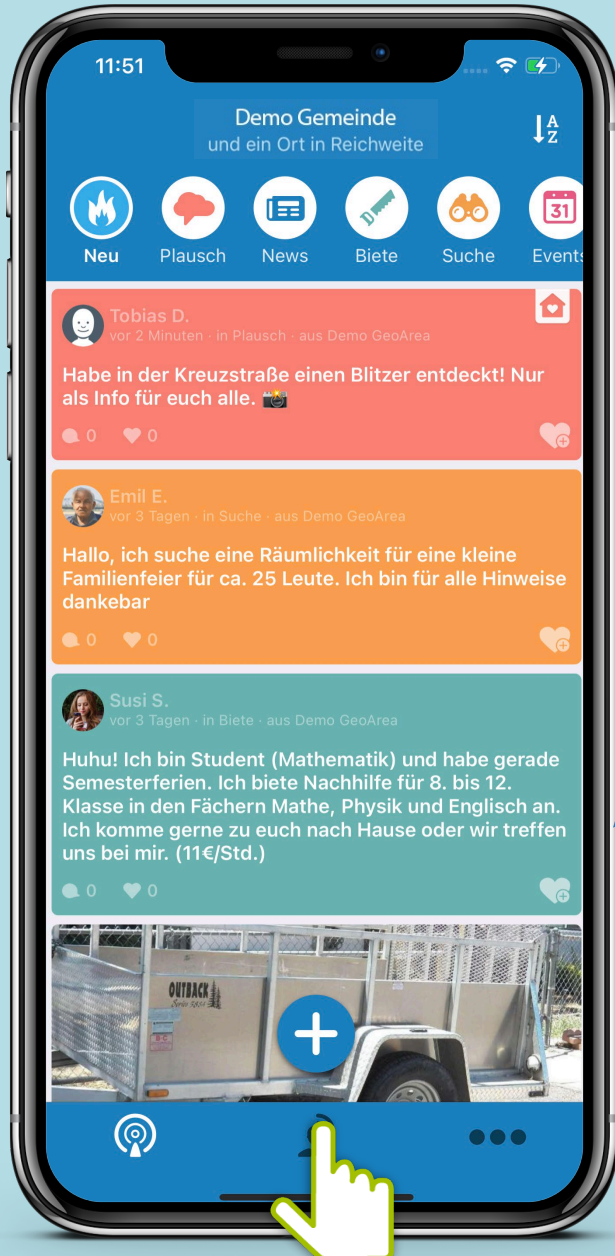 11:51
Demo Gemeinde
und ein Ort in Reichweite
A
Z
31
Neu Plausch News Biete Suche Events
Tobias D.
vor 2 Minuten · in Plausch · aus Demo GeoArea
Habe in der Kreuzstraße einen Blitzer entdeckt! Nur
als Info für euch alle. 📸
0 0
Emil E.
vor 3 Tagen · in Suche · aus Demo GeoArea
Hallo, ich suche eine Räumlichkeit für eine kleine
Familienfeier für ca. 25 Leute. Ich bin für alle Hinweise
dankebar
0 0
Susi S.
vor 3 Tagen · in Biete · aus Demo GeoArea
Huhu! Ich bin Student (Mathematik) und habe gerade
Semesterferien. Ich biete Nachhilfe für 8. bis 12.
Klasse in den Fächern Mathe, Physik und Englisch an.
Ich komme gerne zu euch nach Hause oder wir treffen
uns bei mir. (11€/Std.)
0 0
OUTBACK